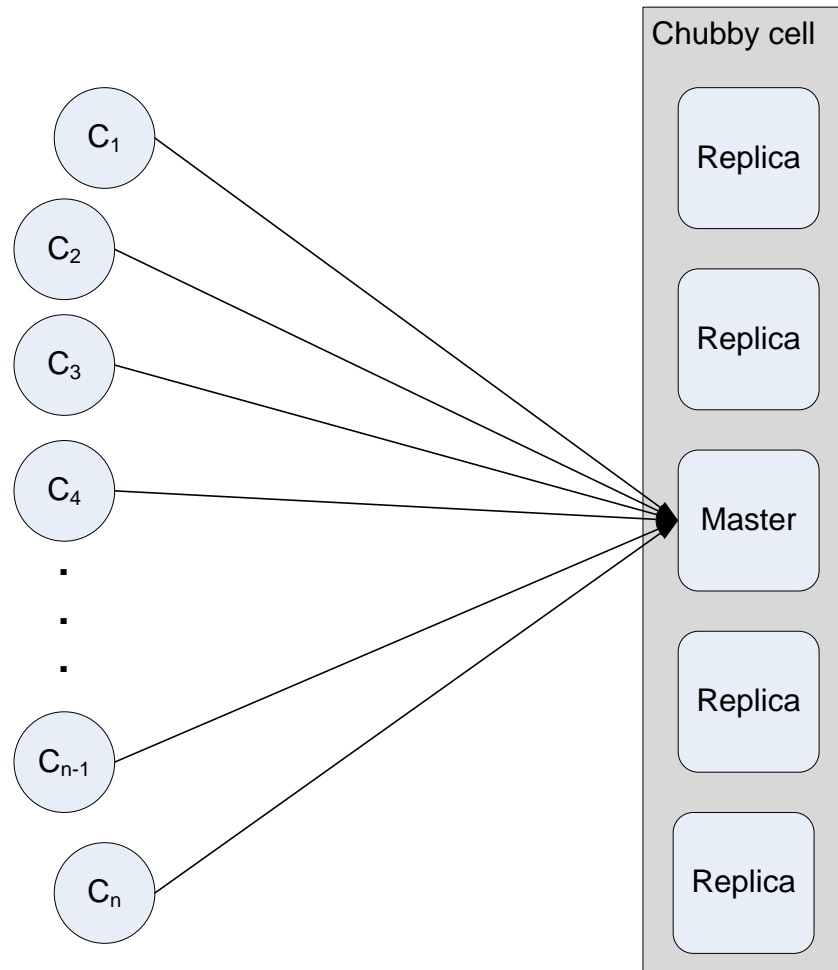 Chubby cell
C₁
C₂
C₃
C₄
.
.
.
Cₙ₋₁
Cₙ
Replica
Replica
Master
Replica
Replica